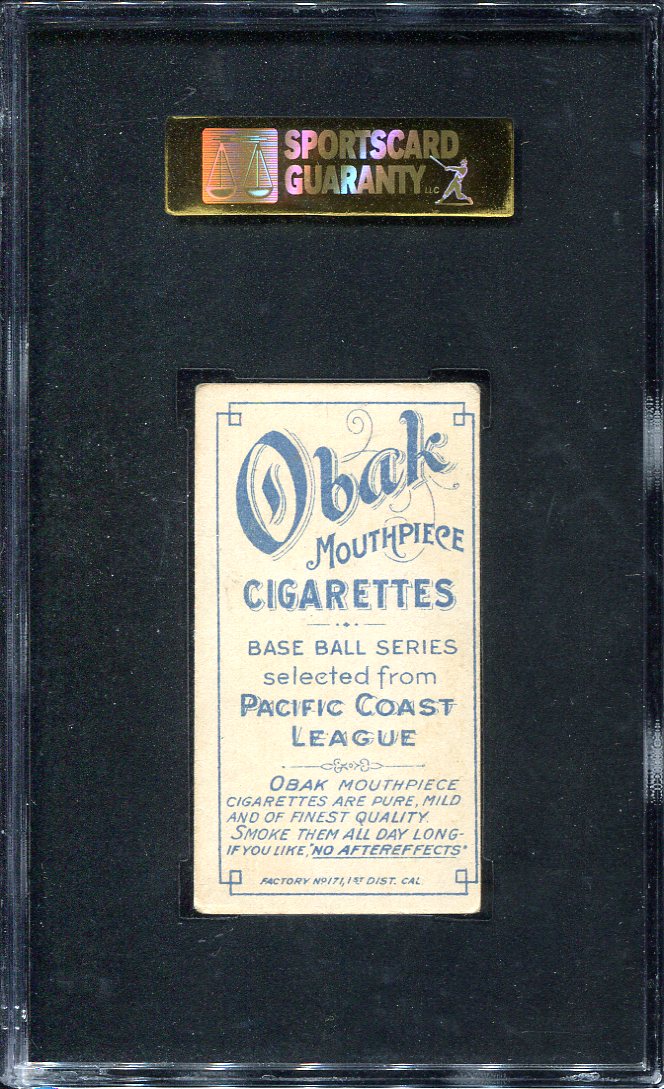 SPORTSCARD
GUARANTY LLC
Obak
MOUTHPIECE
CIGARETTES
BASE BALL SERIES
selected from
PACIFIC COAST
LEAGUE
OBAK MOUTHPIECE
CIGARETTES ARE PURE, MILD
AND OF FINEST QUALITY.
SMOKE THEM ALL DAY LONG-
IF YOU LIKE, "NO AFTEREFFECTS"
FACTORY Nº 171, 1ST DIST. CAL